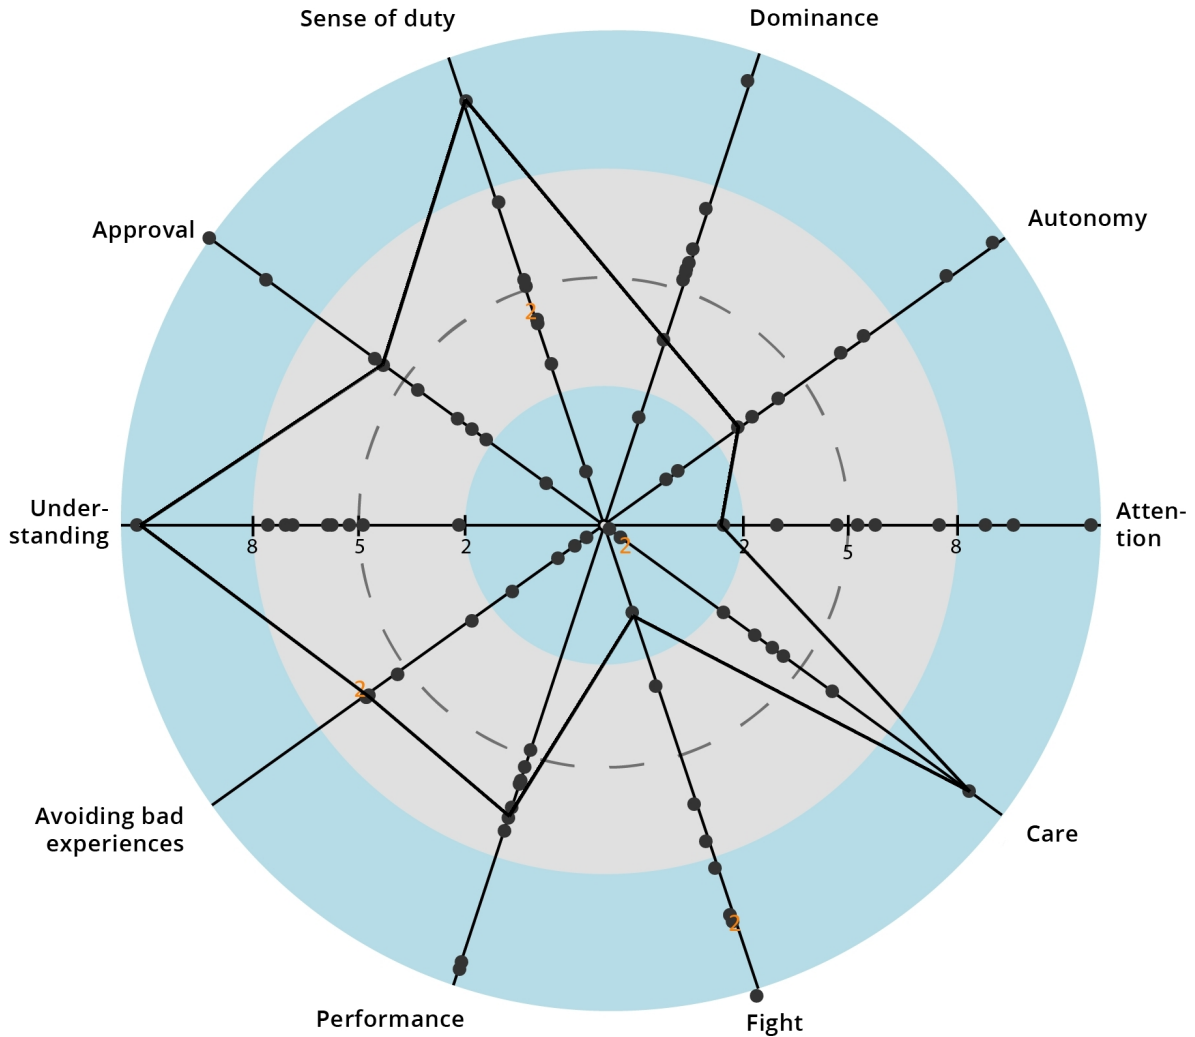 Sense of duty
Dominance
Approval
Autonomy
2
Under-
standing
Atten-
tion
8
5
2
2
2
5
8
2
Avoiding bad
experiences
Care
2
Performance
Fight